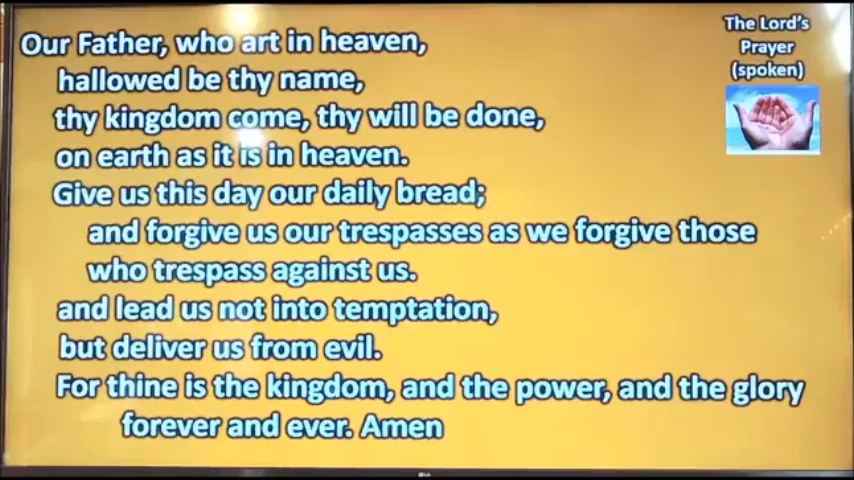 Our Father, who art in heaven,
hallowed be thy name,
thy kingdom come, thy will be done,
on earth as it is in heaven.
Give us this day our daily bread;
and forgive us our trespasses as we forgive those
who trespass against us.
and lead us not into temptation,
but deliver us from evil.
For thine is the kingdom, and the power, and the glory
forever and ever. Amen
The Lord's
Prayer
(spoken)